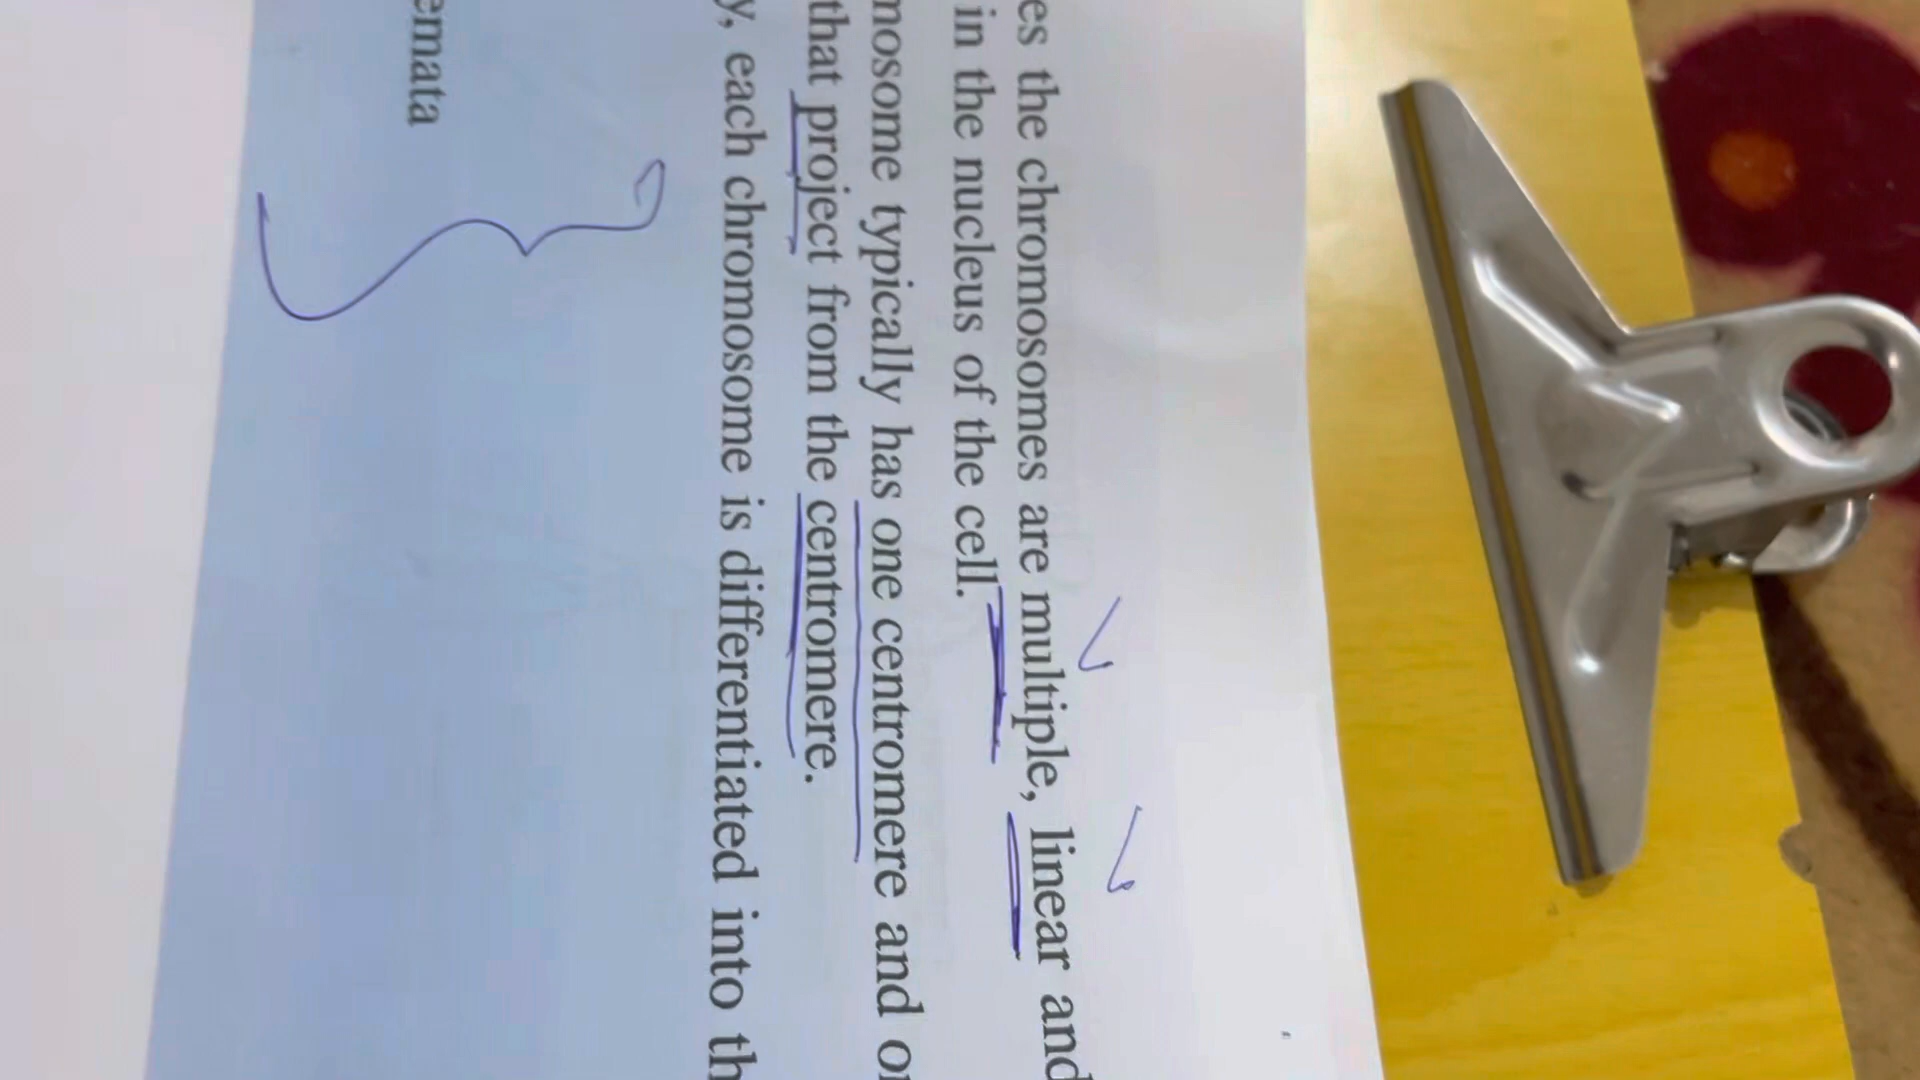 es the chromosomes are multiple, linear and
in the nucleus of the cell.
mosome typically has one centromere and
that project from the centromere.
y, each chromosome is differentiated into th
emata